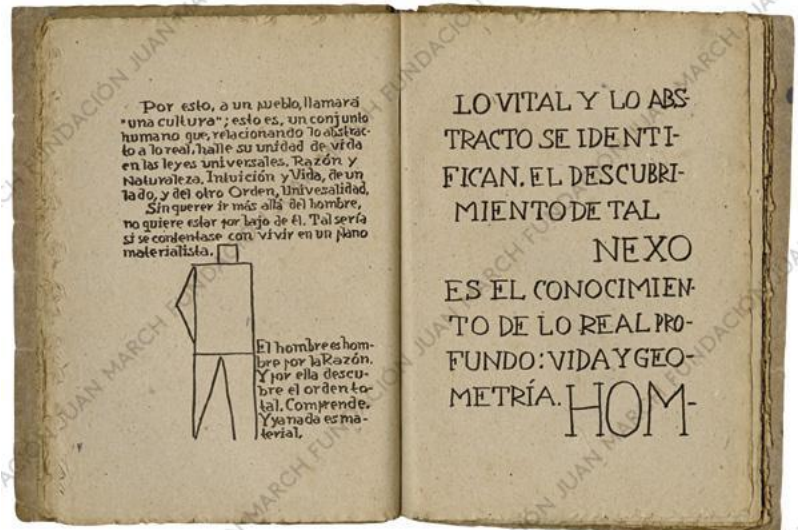 Por esto, a un pueblo, llamará
"una cultura"; esto es, un conjunto
humano que, relacionando lo abstrac-
to a lo real, halle su unidad de vida
en las leyes universales. Razón y
Naturaleza, Intuición y Vida, de un
lado, y del otro Orden, Univesalidad.
Sin querer ir más allá del hombre,
no quiere estar por bajo de él. Tal sería
si se contentase con vivir en un plano
materialista.
El hombre es hom-
bre por la Razón.
Y por ella descu-
bre el orden to-
tal. Comprende.
Y ya nada es ma-
terial.
LO VITAL Y LO ABS-
TRACTO SE IDENTI-
FICAN. EL DESCUBRI-
MIENTO DE TAL
NEXO
ES EL CONOCIMIEN-
TO DE LO REAL PRO-
FUNDO: VIDA Y GEO-
METRÍA. HOM-
FUNDACIÓN JUAN MARCH